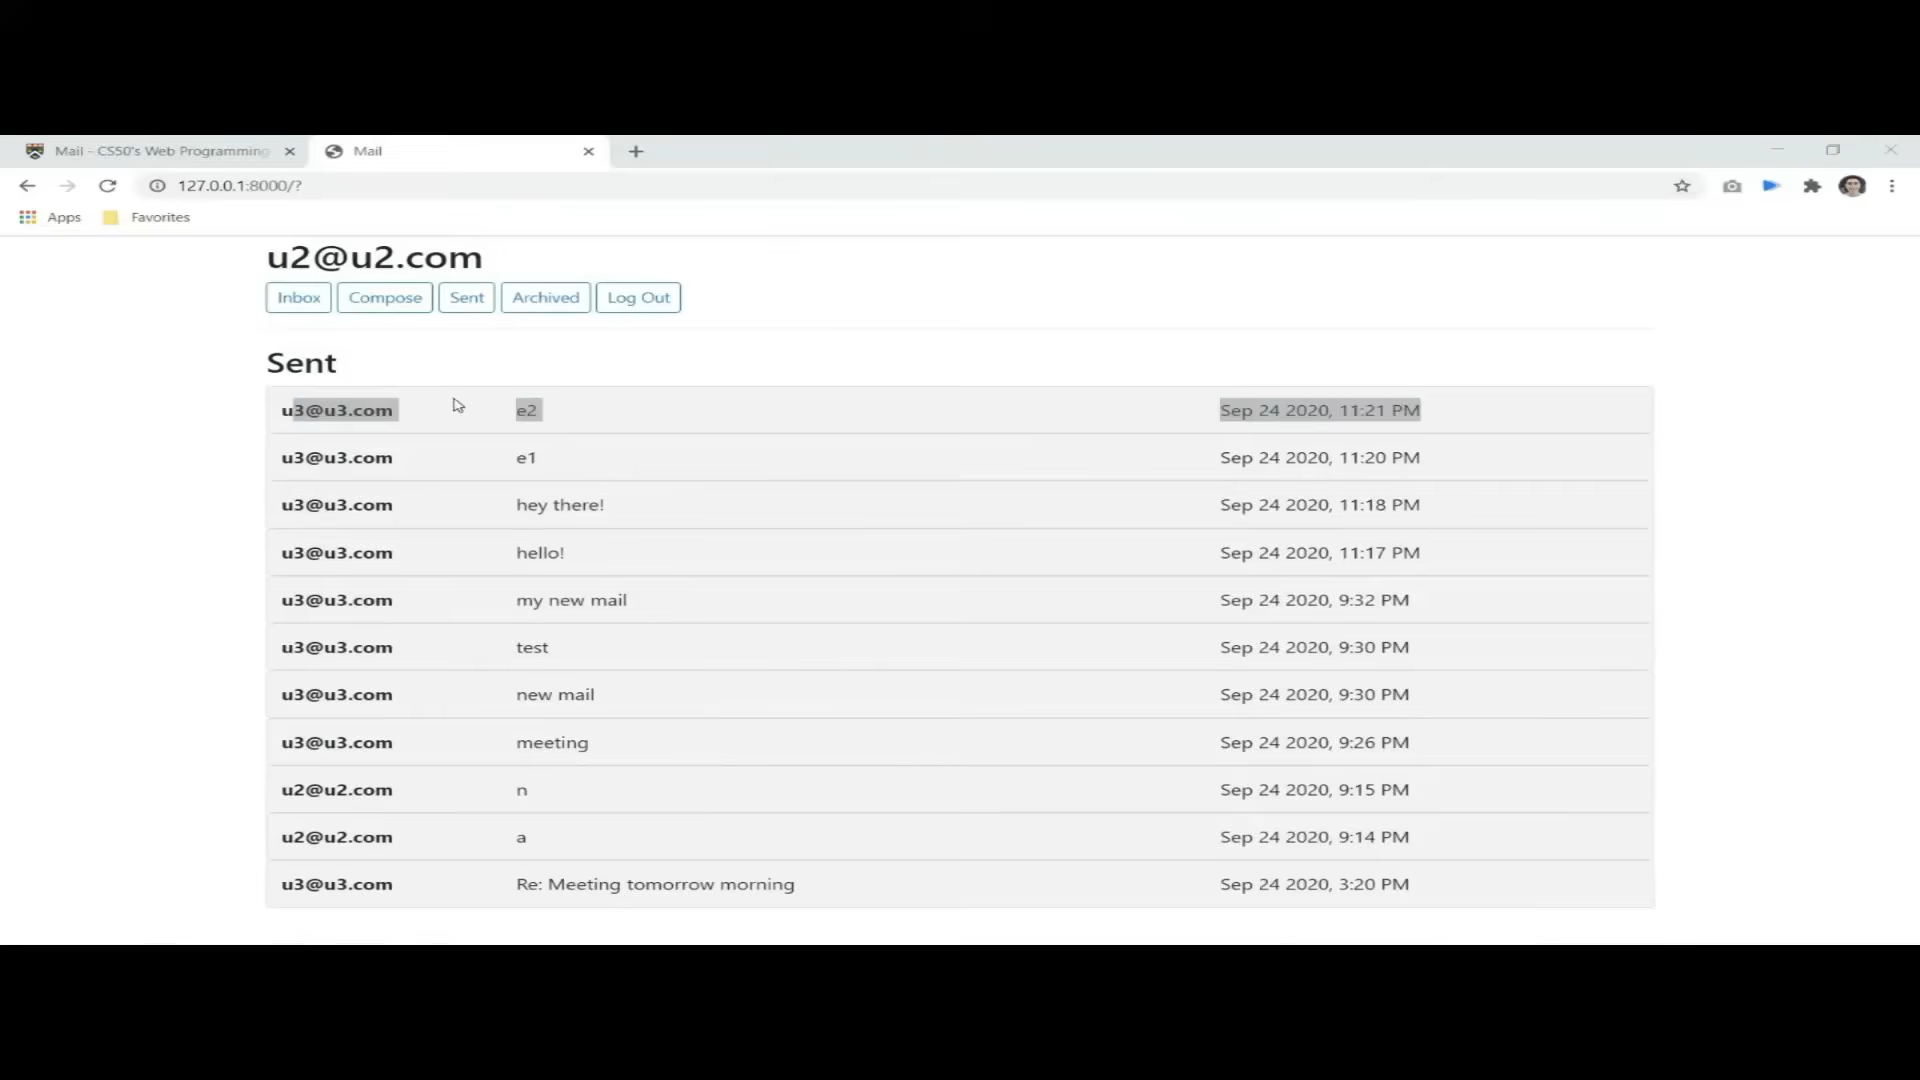 Mail - CS50's Web Programming
Mail
127.0.0.1:8000/?
Apps Favorites
u2@u2.com
Inbox Compose Sent Archived Log Out
Sent
u3@u3.com e2 Sep 24 2020, 11:21 PM
u3@u3.com e1 Sep 24 2020, 11:20 PM
u3@u3.com hey there! Sep 24 2020, 11:18 PM
u3@u3.com hello! Sep 24 2020, 11:17 PM
u3@u3.com my new mail Sep 24 2020, 9:32 PM
u3@u3.com test Sep 24 2020, 9:30 PM
u3@u3.com new mail Sep 24 2020, 9:30 PM
u3@u3.com meeting Sep 24 2020, 9:26 PM
u2@u2.com n Sep 24 2020, 9:15 PM
u2@u2.com a Sep 24 2020, 9:14 PM
u3@u3.com Re: Meeting tomorrow morning Sep 24 2020, 3:20 PM